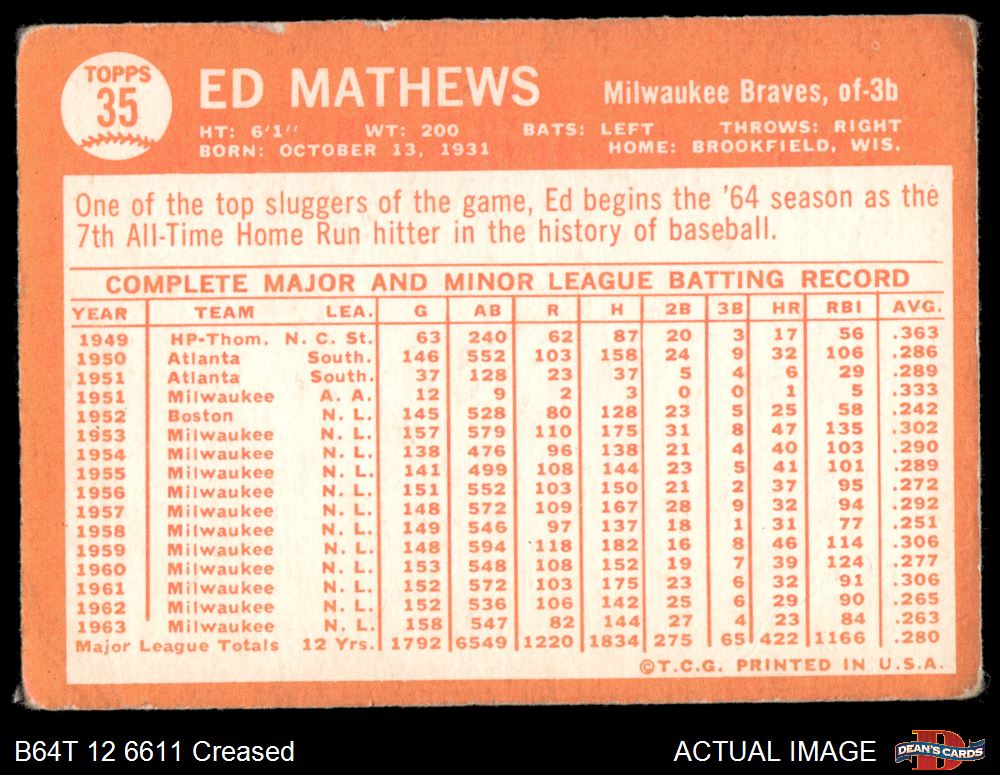 TOPPS
35
ED MATHEWS
Milwaukee Braves, of-3b
HT: 6'1" WT: 200 BATS: LEFT THROWS: RIGHT
BORN: OCTOBER 13, 1931 HOME: BROOKFIELD, WIS.
One of the top sluggers of the game, Ed begins the '64 season as the
7th All-Time Home Run hitter in the history of baseball.
COMPLETE MAJOR AND MINOR LEAGUE BATTING RECORD
YEAR TEAM LEA. G AB R H 2B 3B HR RBI AVG.
1949 HP-Thom. N. C. St. 63 240 62 87 20 3 17 56 .363
1950 Atlanta South. 146 552 103 158 24 9 32 106 .286
1951 Atlanta South. 37 128 23 37 5 4 6 29 .289
1951 Milwaukee A. A. 12 9 2 3 0 0 1 5 .333
1952 Boston N. L. 145 528 80 128 23 5 25 58 .242
1953 Milwaukee N. L. 157 579 110 175 31 8 47 135 .302
1954 Milwaukee N. L. 138 476 96 138 21 4 40 103 .290
1955 Milwaukee N. L. 141 499 108 144 23 5 41 101 .289
1956 Milwaukee N. L. 151 552 103 150 21 2 37 95 .272
1957 Milwaukee N. L. 148 572 109 167 28 9 32 94 .292
1958 Milwaukee N. L. 149 546 97 137 18 1 31 77 .251
1959 Milwaukee N. L. 148 594 118 182 16 8 46 114 .306
1960 Milwaukee N. L. 153 548 108 152 19 7 39 124 .277
1961 Milwaukee N. L. 152 572 103 175 23 6 32 91 .306
1962 Milwaukee N. L. 152 536 106 142 25 6 29 90 .265
1963 Milwaukee N. L. 158 547 82 144 27 4 23 84 .263
Major League Totals 12 Yrs. 1792 6549 1220 1834 275 65 422 1166 .280
©T.C.G. PRINTED IN U.S.A.
B64T 12 6611 Creased
ACTUAL IMAGE
D
DEAN'S CARDS